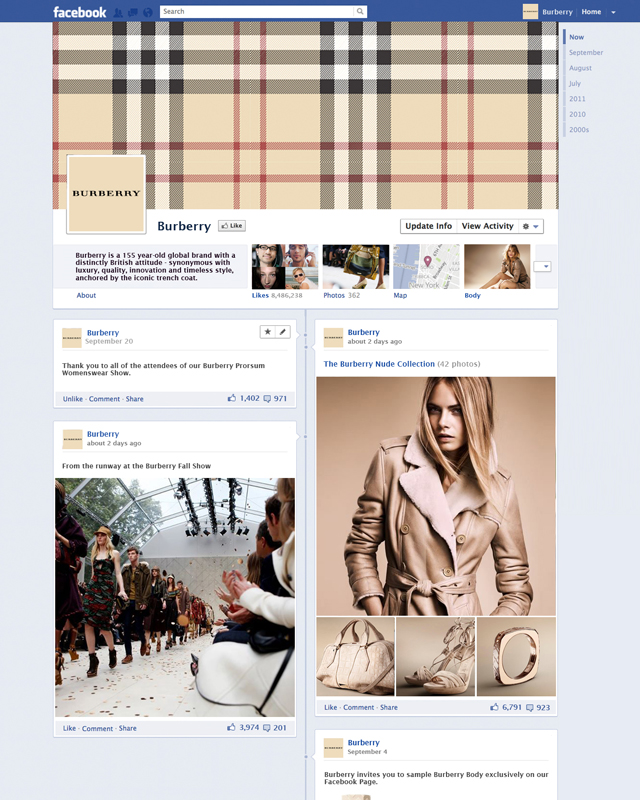 facebook
Search
Burberry
Home
Now
September
August
July
2011
2010
2000s
BURBERRY
Burberry
Like
Update Info
View Activity
Burberry is a 155 year-old global brand with a
distinctly British attitude - synonymous with
luxury, quality, innovation and timeless style,
anchored by the iconic trench coat.
About
Likes 8,486,238
Photos 362
New York
Broadway
Map
Body
Burberry
September 20
Thank you to all of the attendees of our Burberry Prorsum
Womenswear Show.
Unlike · Comment · Share
1,402 971
Burberry
about 2 days ago
The Burberry Nude Collection (42 photos)
Like · Comment · Share
6,791 923
Burberry
about 2 days ago
From the runway at the Burberry Fall Show
Like · Comment · Share
3,974 201
Burberry
September 4
Burberry invites you to sample Burberry Body exclusively on our
Facebook Page.